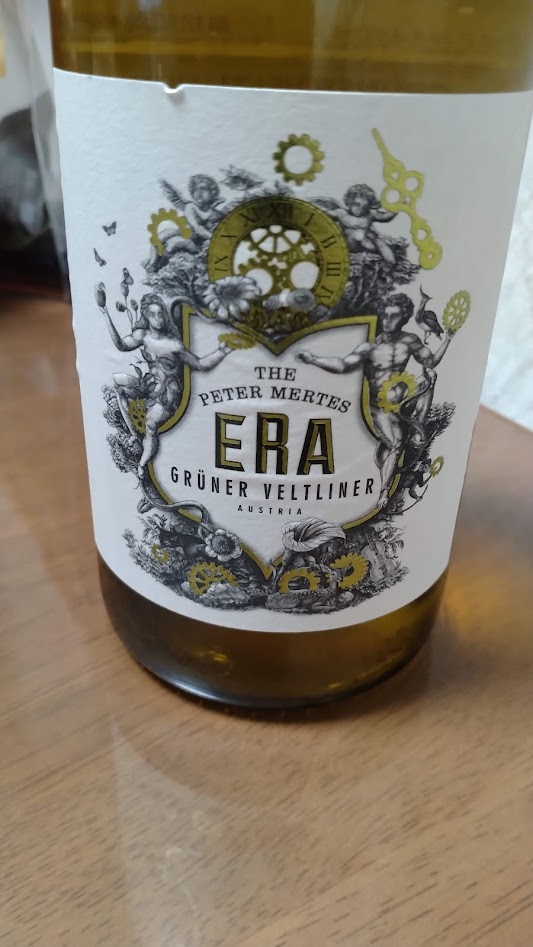 THE
PETER MERTES
ERA
GRÜNER VELTLINER
AUSTRIA